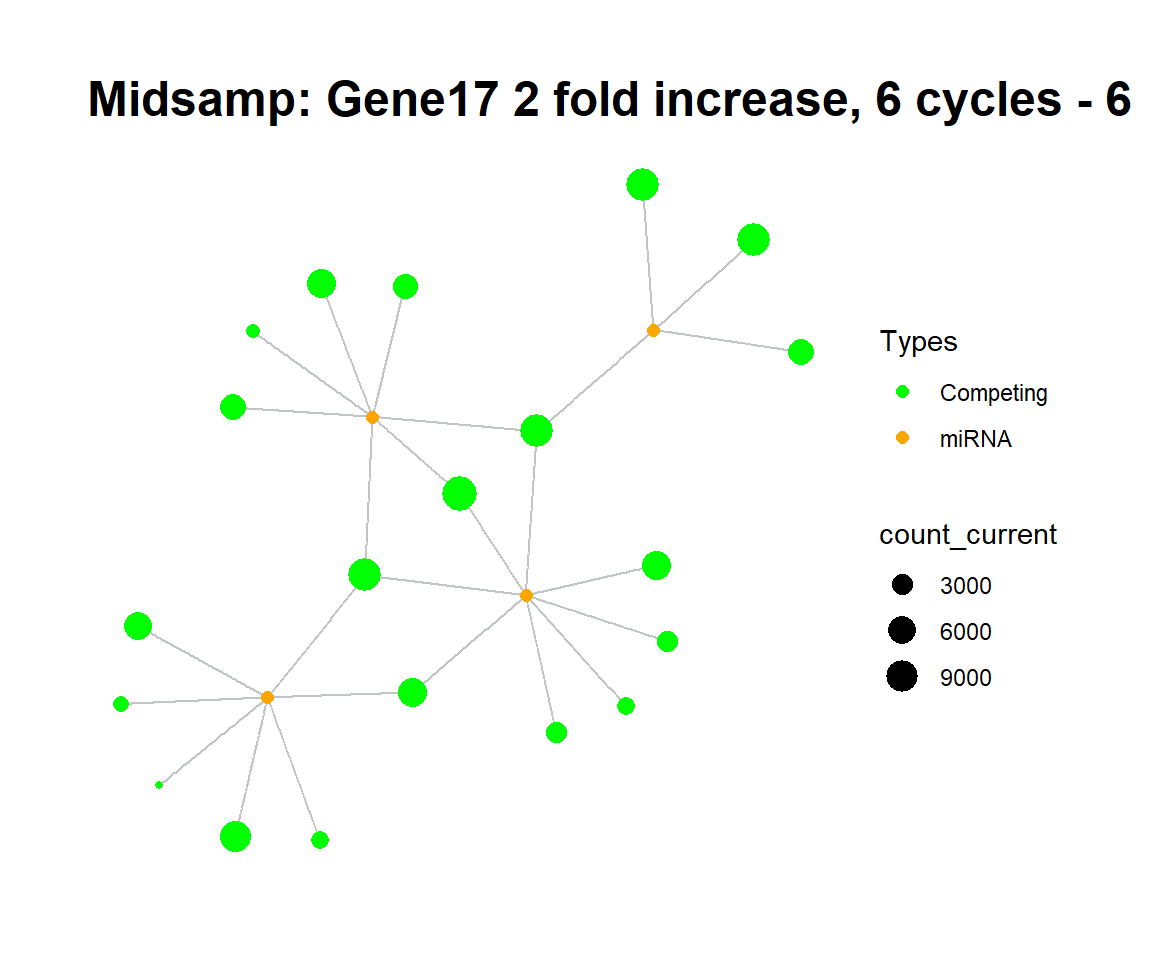 Midsamp: Gene17 2 fold increase, 6 cycles - 6
Types
Competing
miRNA
count_current
3000
6000
9000